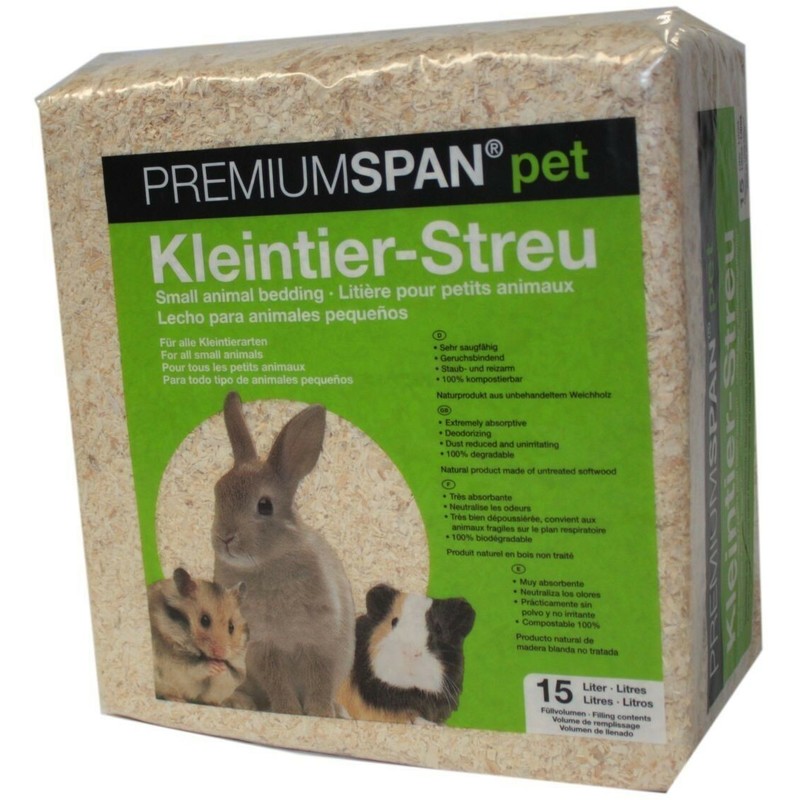 PREMIUMSPAN® pet
Kleintier-Streu
Small animal bedding · Litière pour petits animaux
Lecho para animales pequeños
Für alle Kleintierarten
For all small animals
Pour tous les petits animaux
Para todo tipo de animales pequeños
D
• Sehr saugfähig
• Geruchsbindend
• Staub- und reizarm
• 100% kompostierbar
Naturprodukt aus unbehandeltem Weichholz
GB
• Extremely absorptive
• Deodorizing
• Dust reduced and unirritating
• 100% degradable
Natural product made of untreated softwood
F
• Très absorbante
• Neutralise les odeurs
• Très bien dépoussiérée, convient aux
animaux fragiles sur le plan respiratoire
• 100% biodégradable
Produit naturel en bois non traité
E
• Muy absorbente
• Neutraliza los olores
• Prácticamente sin
polvo y no irritante
• Compostable 100%
Producto natural de
madera blanda no tratada
15 Liter · Litres
Litres · Litros
Füllvolumen · Filling contents
Volume de remplissage
Volumen de llenado
PREMIUMSPAN® pet
Kleintier-Streu
15